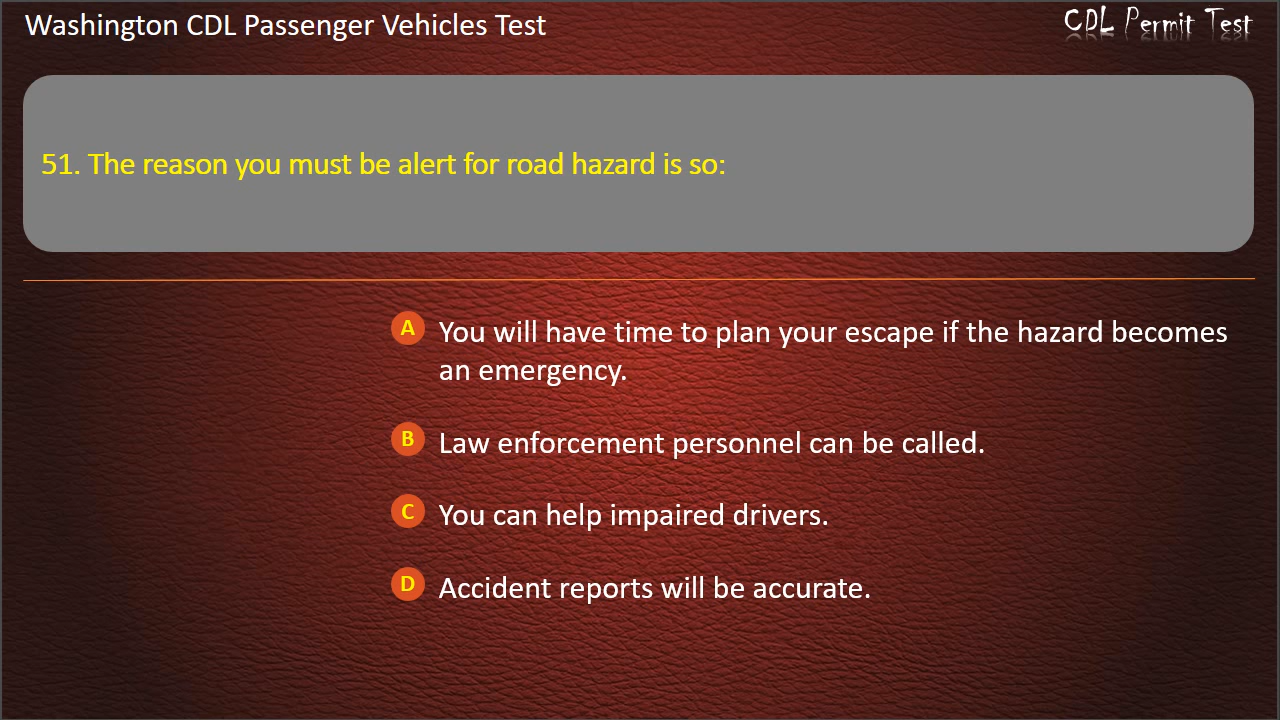 Washington CDL Passenger Vehicles Test
CDL Permit Test
51. The reason you must be alert for road hazard is so:
A You will have time to plan your escape if the hazard becomes
an emergency.
B Law enforcement personnel can be called.
C You can help impaired drivers.
D Accident reports will be accurate.